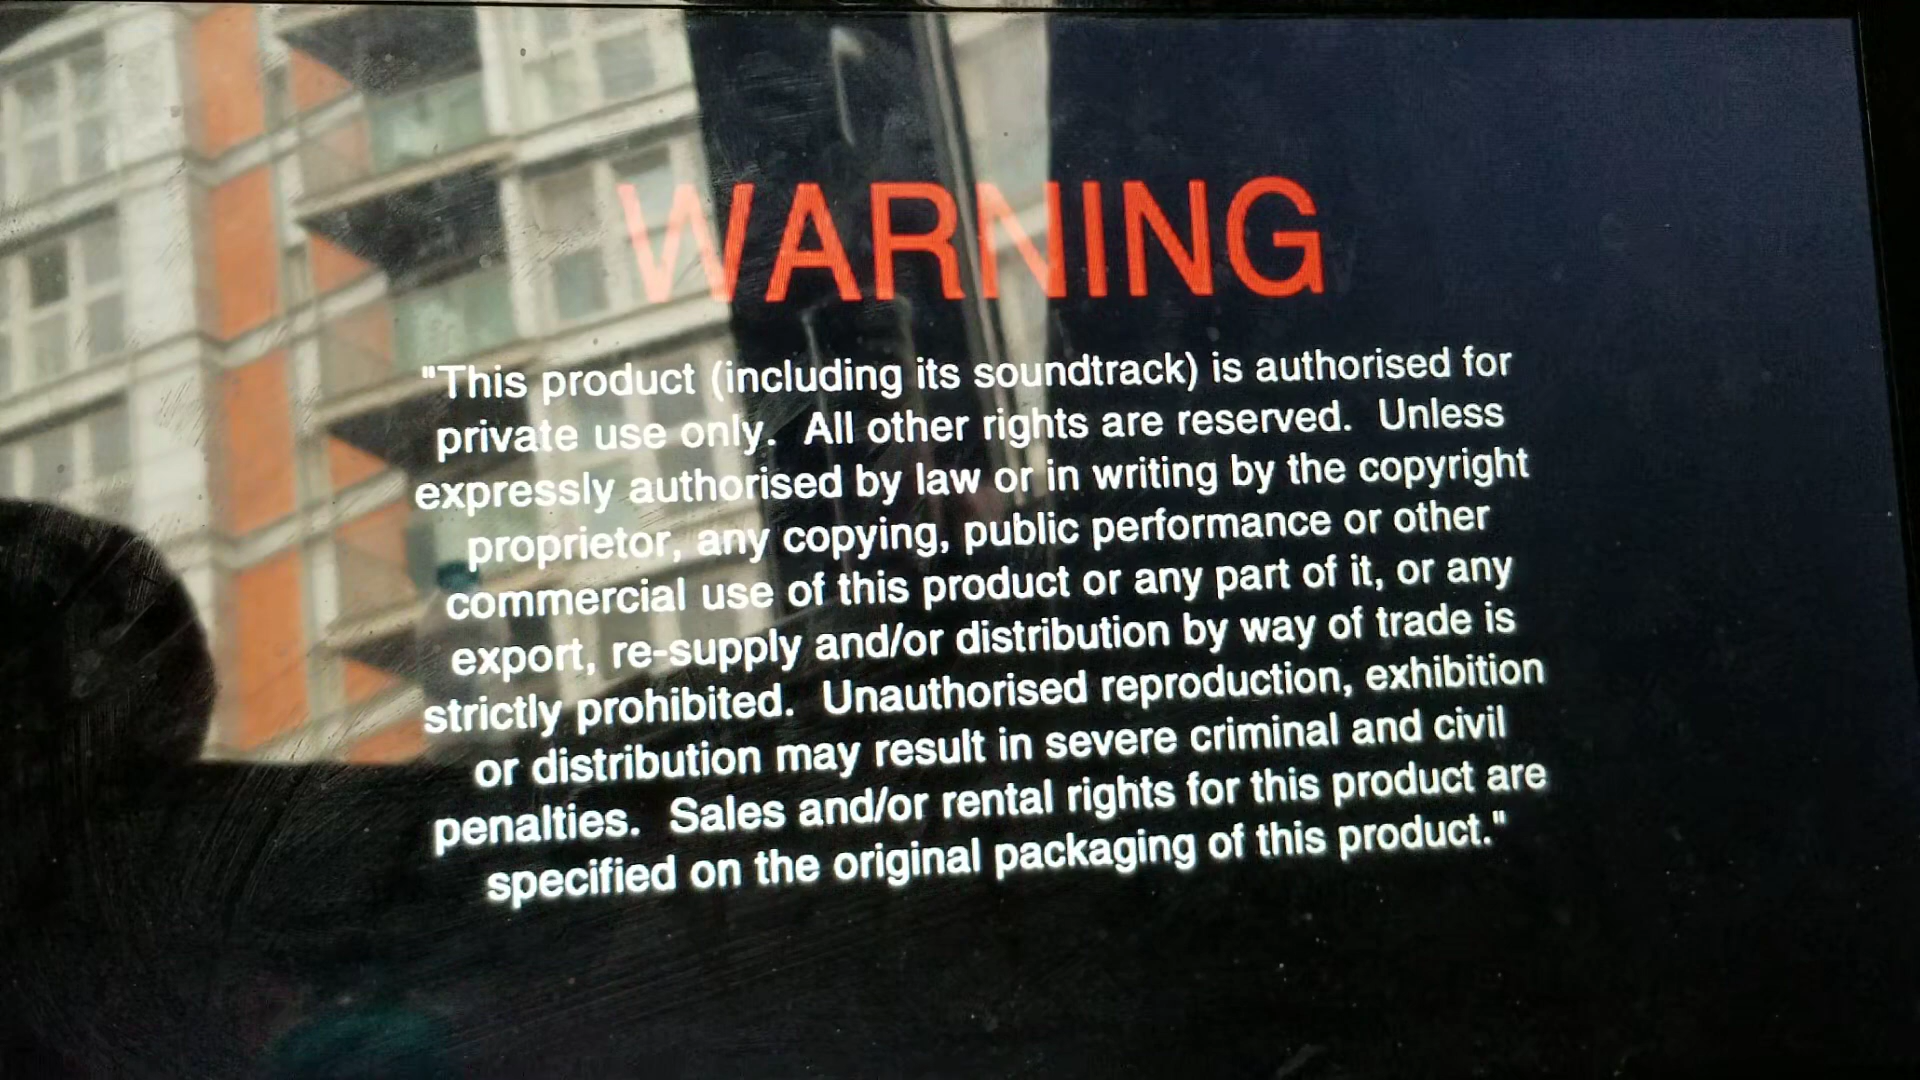 WARNING
"This product (including its soundtrack) is authorised for
private use only.  All other rights are reserved.  Unless
expressly authorised by law or in writing by the copyright
proprietor, any copying, public performance or other
commercial use of this product or any part of it, or any
export, re-supply and/or distribution by way of trade is
strictly prohibited.  Unauthorised reproduction, exhibition
or distribution may result in severe criminal and civil
penalties.  Sales and/or rental rights for this product are
specified on the original packaging of this product."